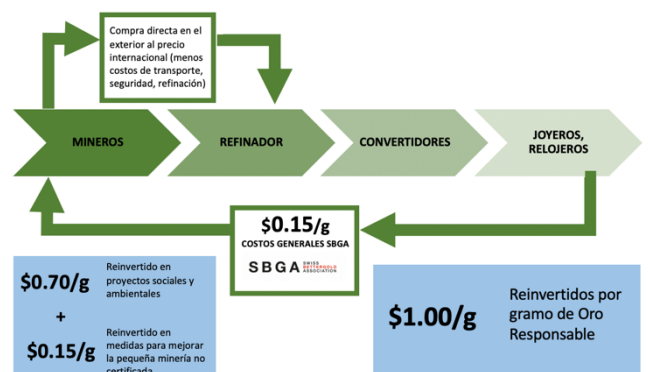 Compra directa en el
exterior al precio
internacional (menos
costos de transporte,
seguridad, refinación)
MINEROS
REFINADOR
CONVERTIDORES
JOYEROS,
RELOJEROS
$0.15/g
COSTOS GENERALES SBGA
SBGA SWISS
BETTERGOLD
ASSOCIATION
$0.70/g
Reinvertido en
proyectos sociales y
ambientales
+
$0.15/g
Reinvertido en
medidas para mejorar
la pequeña minería no
certificada
$1.00/g
Reinvertidos por
gramo de Oro
Responsable